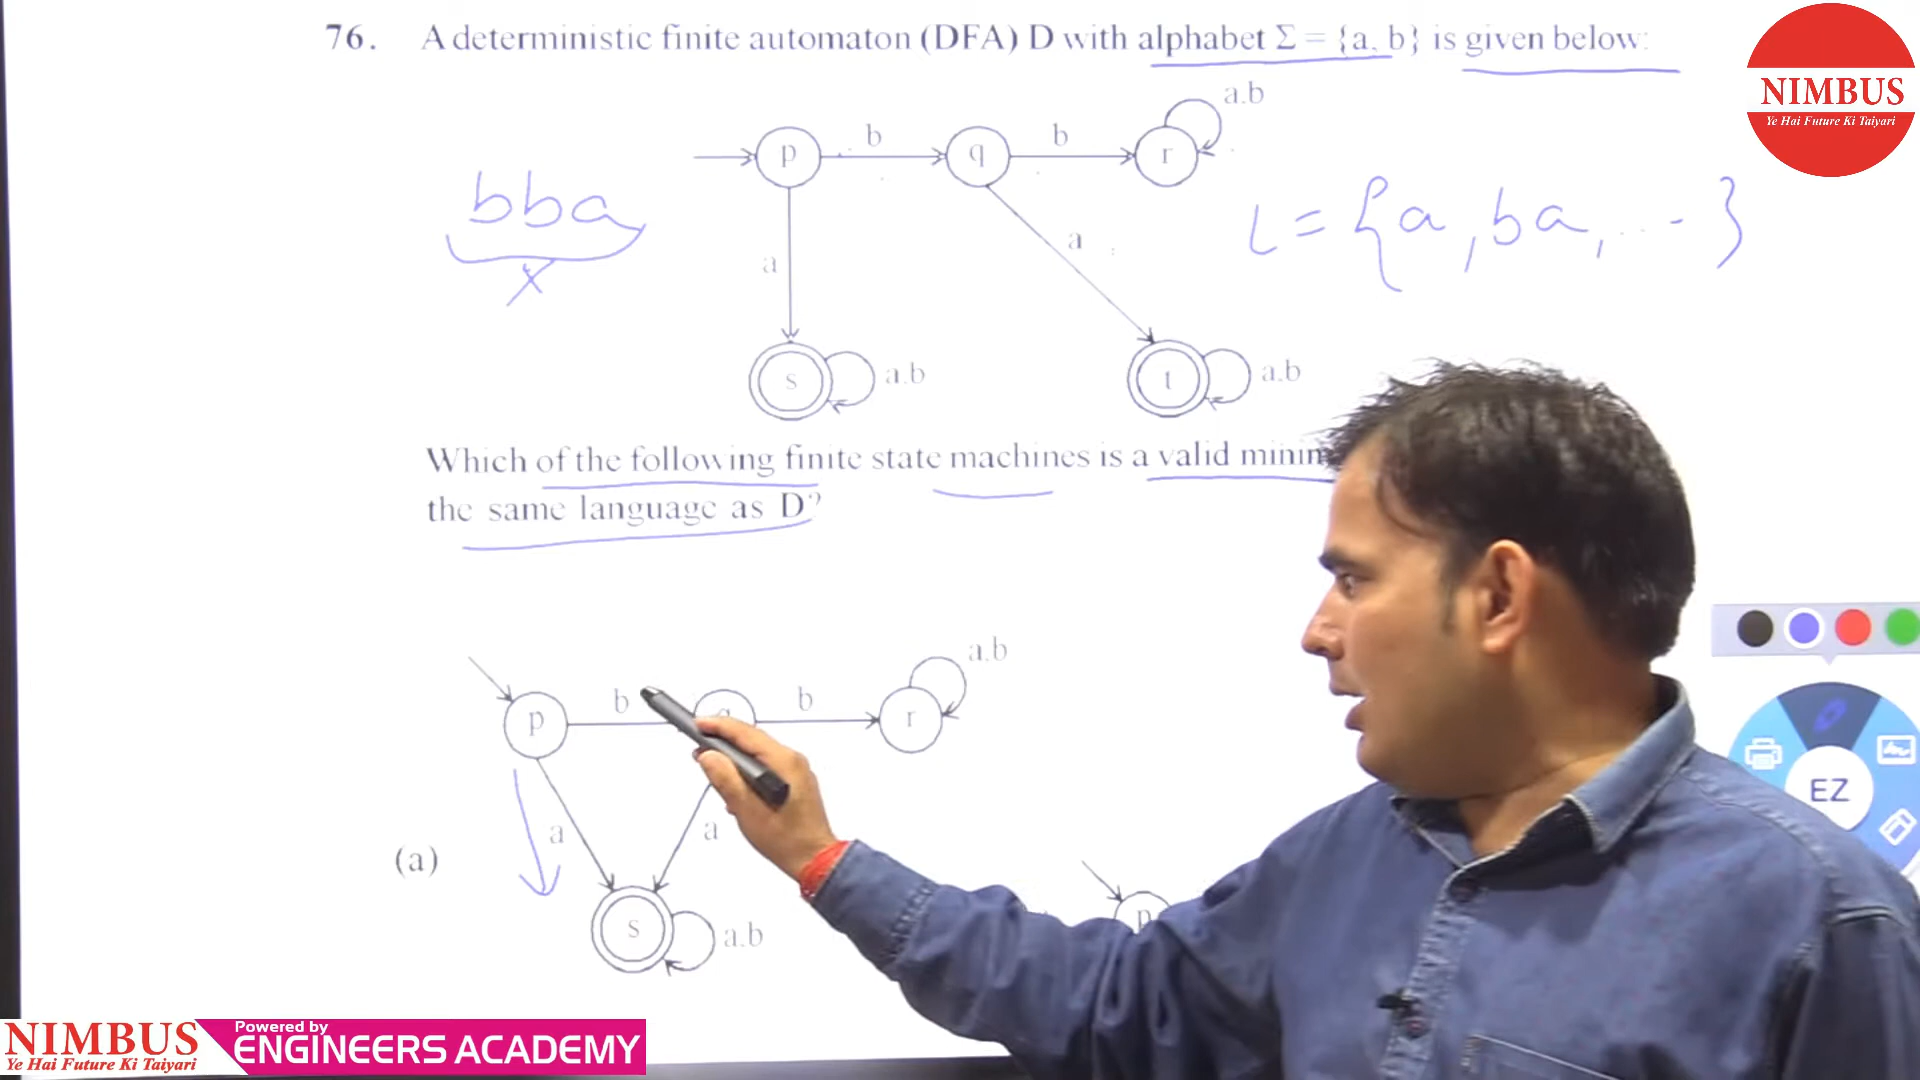 76. A deterministic finite automaton (DFA) D with alphabet Σ = {a, b} is given below:
NIMBUS
Ye Hai Future Ki Taiyari
a.b
p b q b r
bba
L = {a, ba, ...}
a a
s a.b t a.b
Which of the following finite state machines is a valid
the same language as D?
a.b
p b b r
a a
(a)
s a.b
p
EZ
NIMBUS
Ye Hai Future Ki Taiyari
Powered by
ENGINEERS ACADEMY